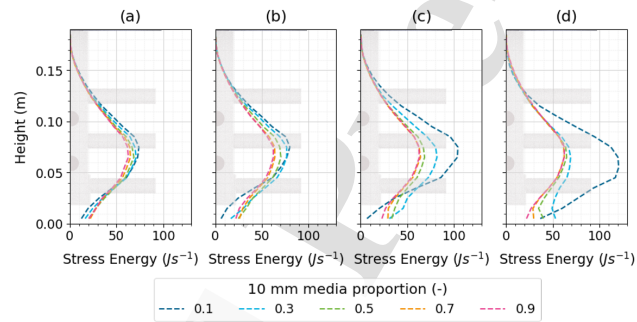 (a) (b) (c) (d)
Height (m)
0.15
0.10
0.05
0.00
0 50 100 0 50 100 0 50 100 0 50 100
Stress Energy (Js⁻¹) Stress Energy (Js⁻¹) Stress Energy (Js⁻¹) Stress Energy (Js⁻¹)
10 mm media proportion (-)
0.1 0.3 0.5 0.7 0.9